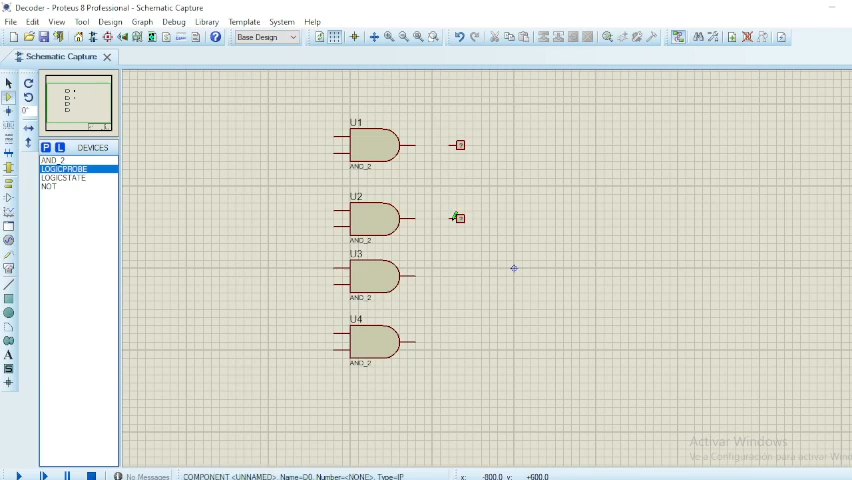 Decoder - Proteus 8 Professional - Schematic Capture
File Edit View Tool Design Graph Debug Library Template System Help
Base Design
Schematic Capture
0°
P L DEVICES
AND_2
LOGICPROBE
LOGICSTATE
NOT
U1
AND_2
U2
AND_2
U3
AND_2
U4
AND_2
?
?
Activar Windows
Ve a Configuración para activar Wind
No Messages
COMPONENT <UNNAMED>, Name=D0, Number=<NONE>, Type=IP
x: -800.0 y: +600.0